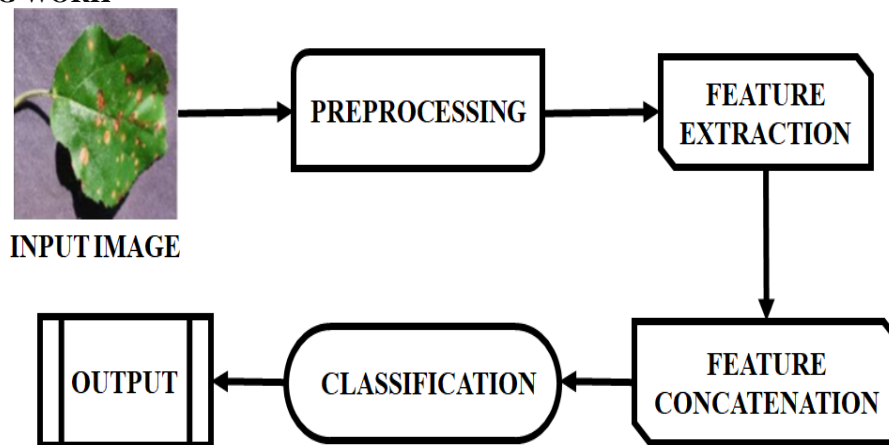 PREPROCESSING
FEATURE
EXTRACTION
INPUT IMAGE
FEATURE
CONCATENATION
CLASSIFICATION
OUTPUT